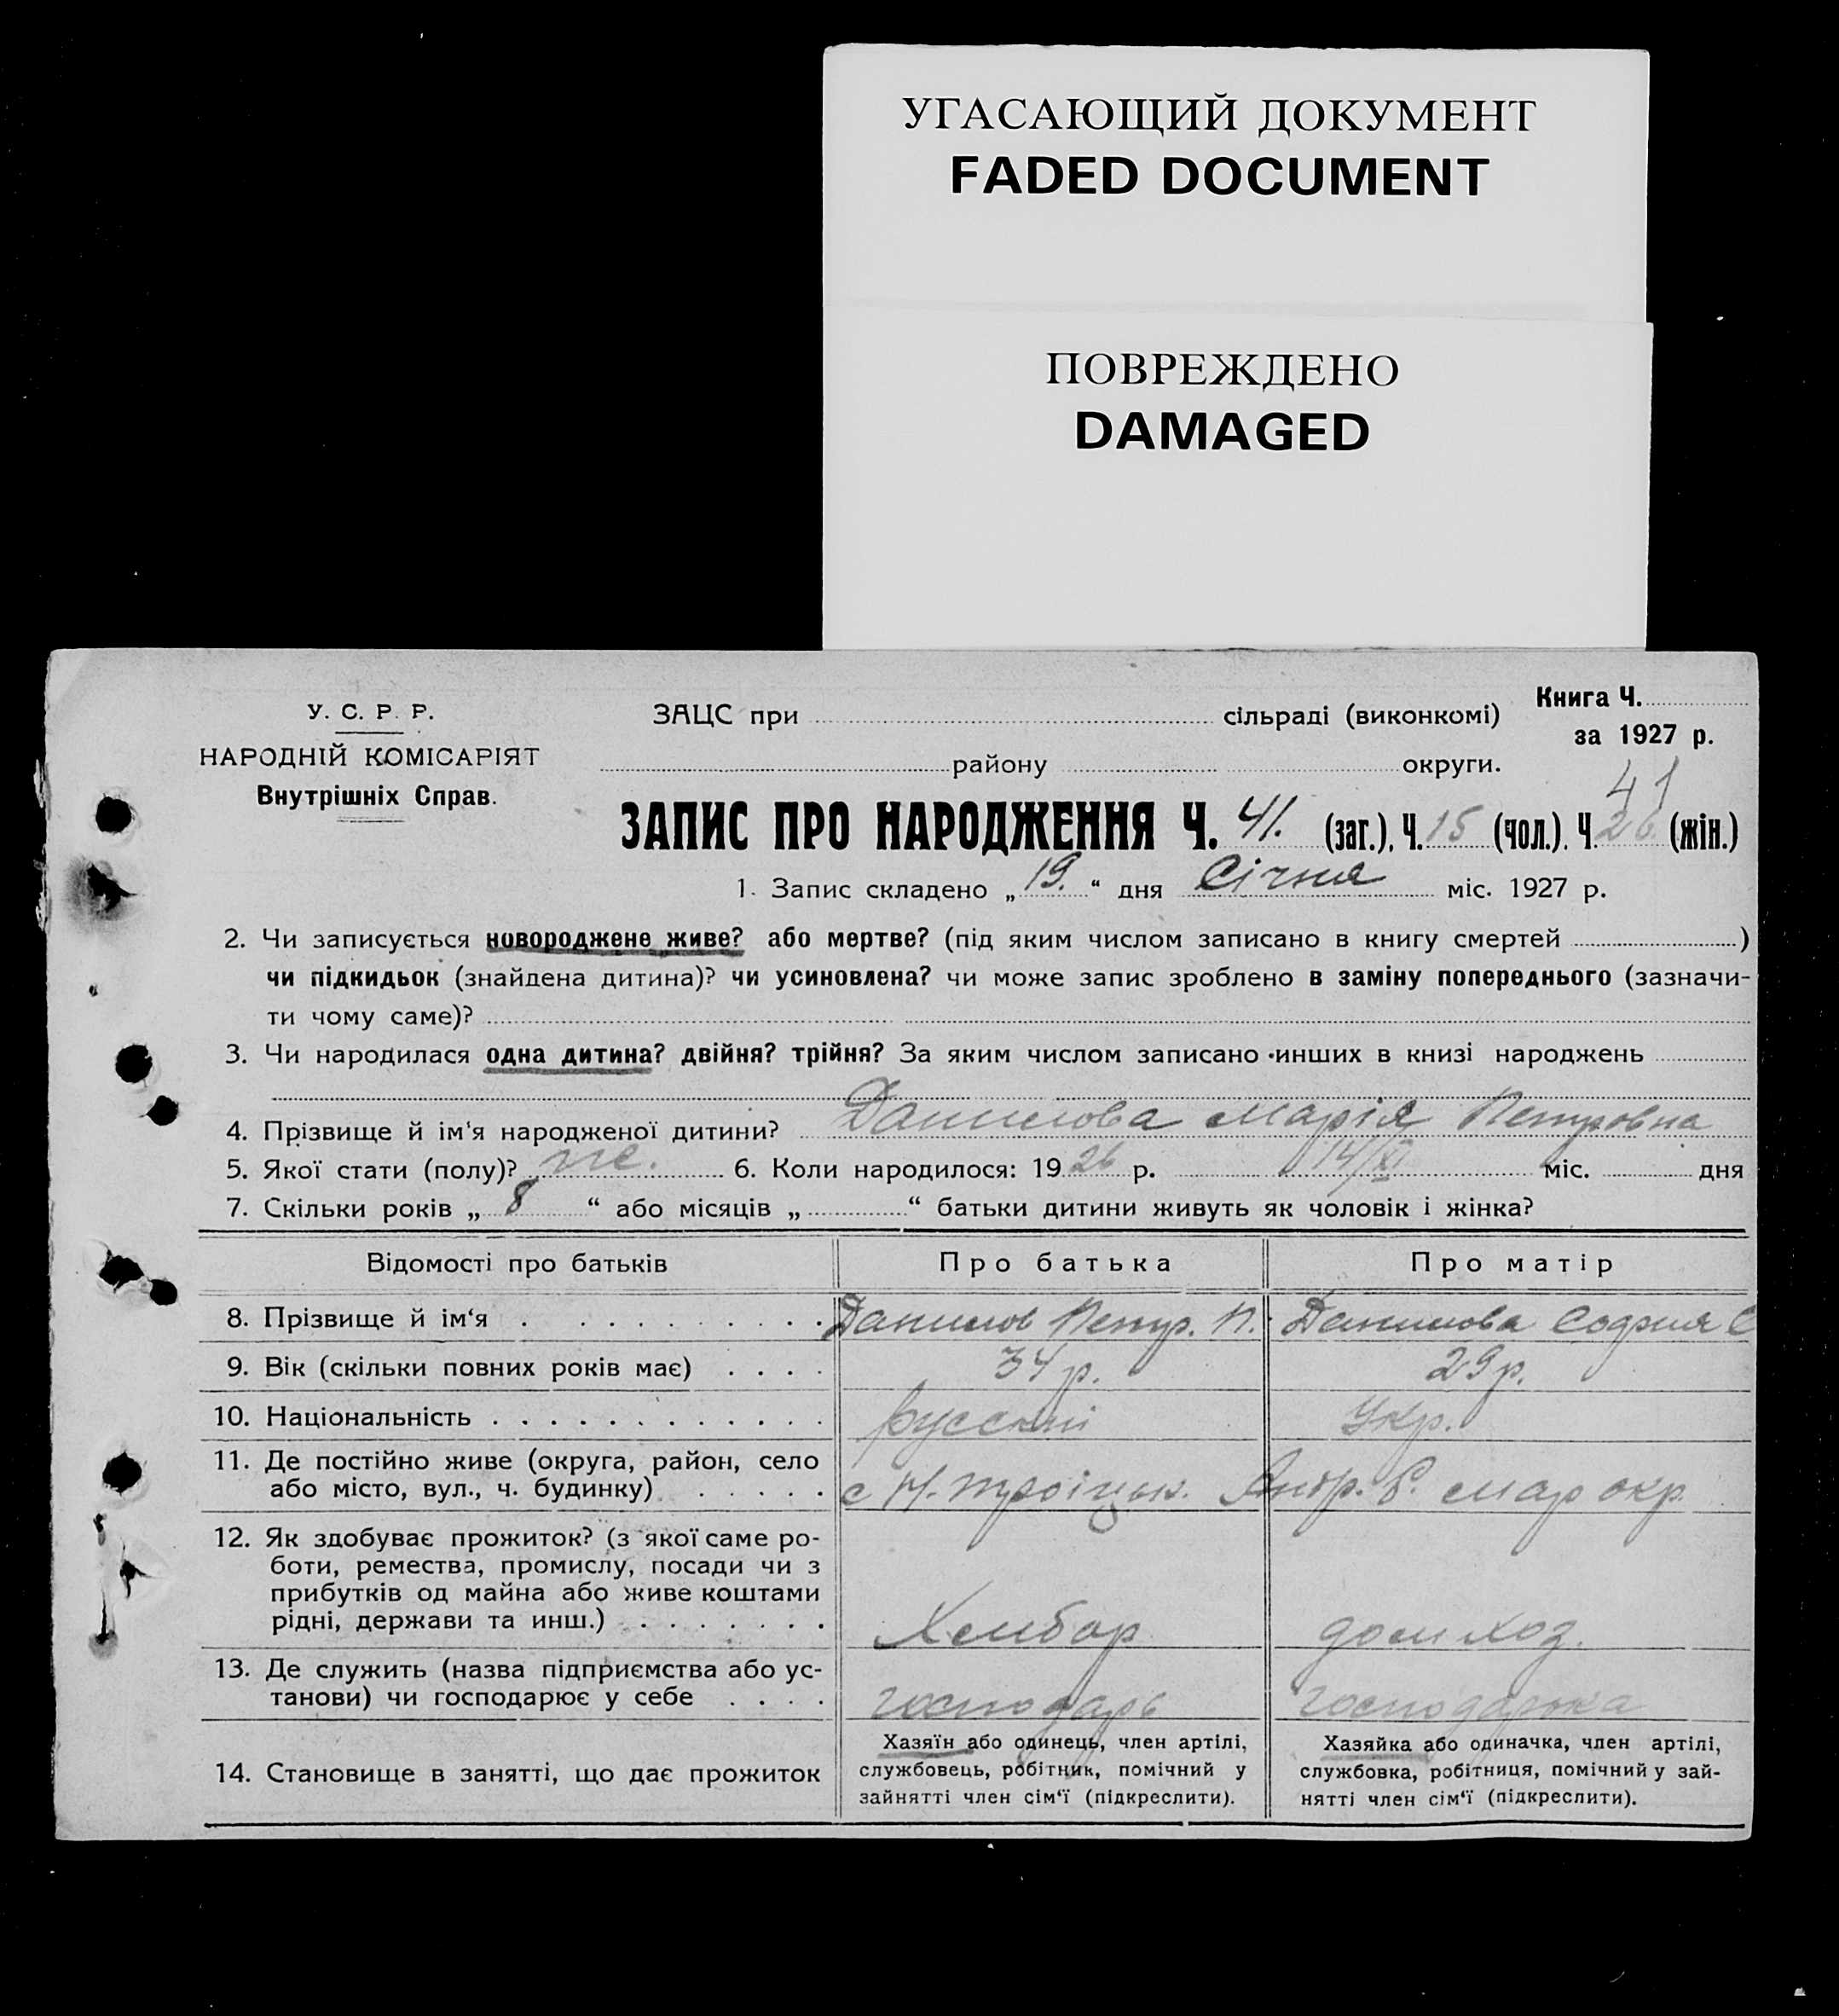 УГАСАЮЩИЙ ДОКУМЕНТ
FADED DOCUMENT
ПОВРЕЖДЕНО
DAMAGED
У. С. Р. Р.
НАРОДНІЙ КОМІСАРІЯТ
Внутрішніх Справ.
ЗАЦС при сільраді (виконкомі)
Книга Ч.
за 1927 р.
району округи.
41
ЗАПИС ПРО НАРОДЖЕННЯ Ч. 41. (заг.), Ч. 15 (чол.). Ч. 26. (жін.)
1. Запис складено „ 19. “ дня Січня міс. 1927 р.
2. Чи записується новороджене живе? або мертве? (під яким числом записано в книгу смертей )
чи підкидьок (знайдена дитина)? чи усиновлена? чи може запис зроблено в заміну попереднього (зазначи-
ти чому саме)?
3. Чи народилася одна дитина? двійня? трійня? За яким числом записано инших в книзі народжень
4. Прізвище й ім'я народженої дитини? Данилова Марія Петровна
5. Якої стати (полу)? же. 6. Коли народилося: 1926 р. 14/XI міс. дня
7. Скільки років „ 8 “ або місяців „ “ батьки дитини живуть як чоловік і жінка?
Відомості про батьків Про батька Про матір
8. Прізвище й ім‘я Данилов Петр. П. Данилова София С
9. Вік (скільки повних років має) 34 р. 29 р.
10. Національність русский Укр.
11. Де постійно живе (округа, район, село
або місто, вул., ч. будинку) с Н. Троіцьк. Андр. Р. мар окр.
12. Як здобуває прожиток? (з якої саме ро-
боти, ремества, промислу, посади чи з
прибутків од майна або живе коштами
рідні, держави та инш.) Хлибор дом хоз.
13. Де служить (назва підприємства або ус-
танови) чи господарює у себе господарь господарька
14. Становище в занятті, що дає прожиток
Хазяїн або одинець, член артілі,
службовець, робітник, помічний у
зайнятті член сім‘ї (підкреслити).
Хазяйка або одиначка, член артілі,
службовка, робітниця, помічний у зай-
нятті член сім‘ї (підкреслити).